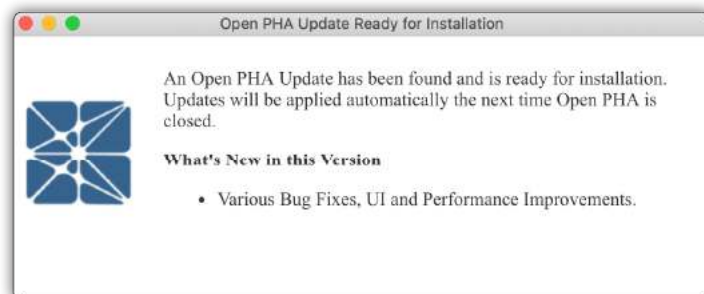 Open PHA Update Ready for Installation
An Open PHA Update has been found and is ready for installation.
Updates will be applied automatically the next time Open PHA is
closed.
What's New in this Version
• Various Bug Fixes, UI and Performance Improvements.